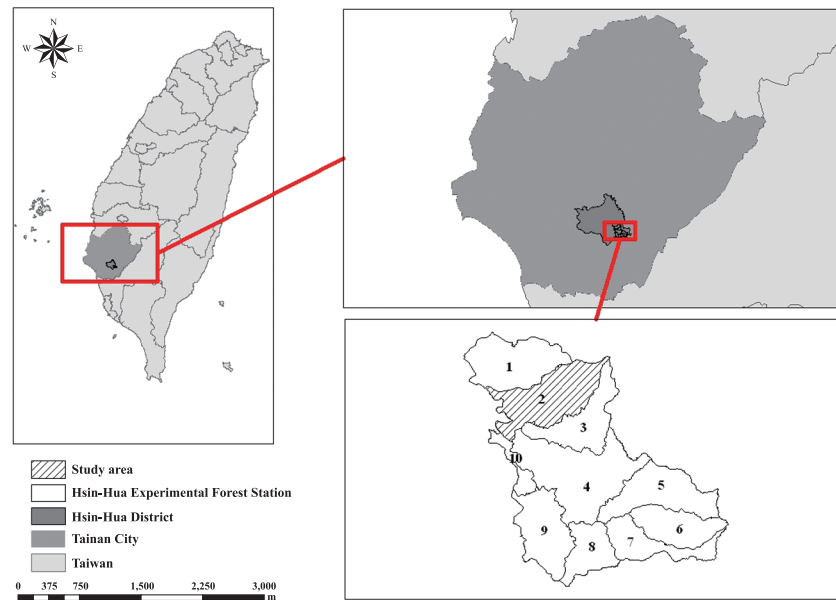 N
W E
S
1
2
3
10
4
5
9
6
7
8
Study area
Hsin-Hua Experimental Forest Station
Hsin-Hua District
Tainan City
Taiwan
0 375 750 1,500 2,250 3,000
m